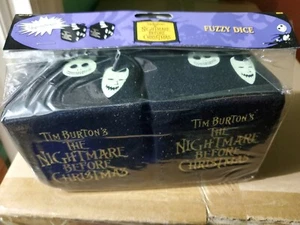 FUZZY DICE
TIM BURTON'S
THE
NIGHTMARE
BEFORE
CHRISTMAS
TIM BURTON'S
THE
NIGHTMARE
BEFORE
CHRISTMAS